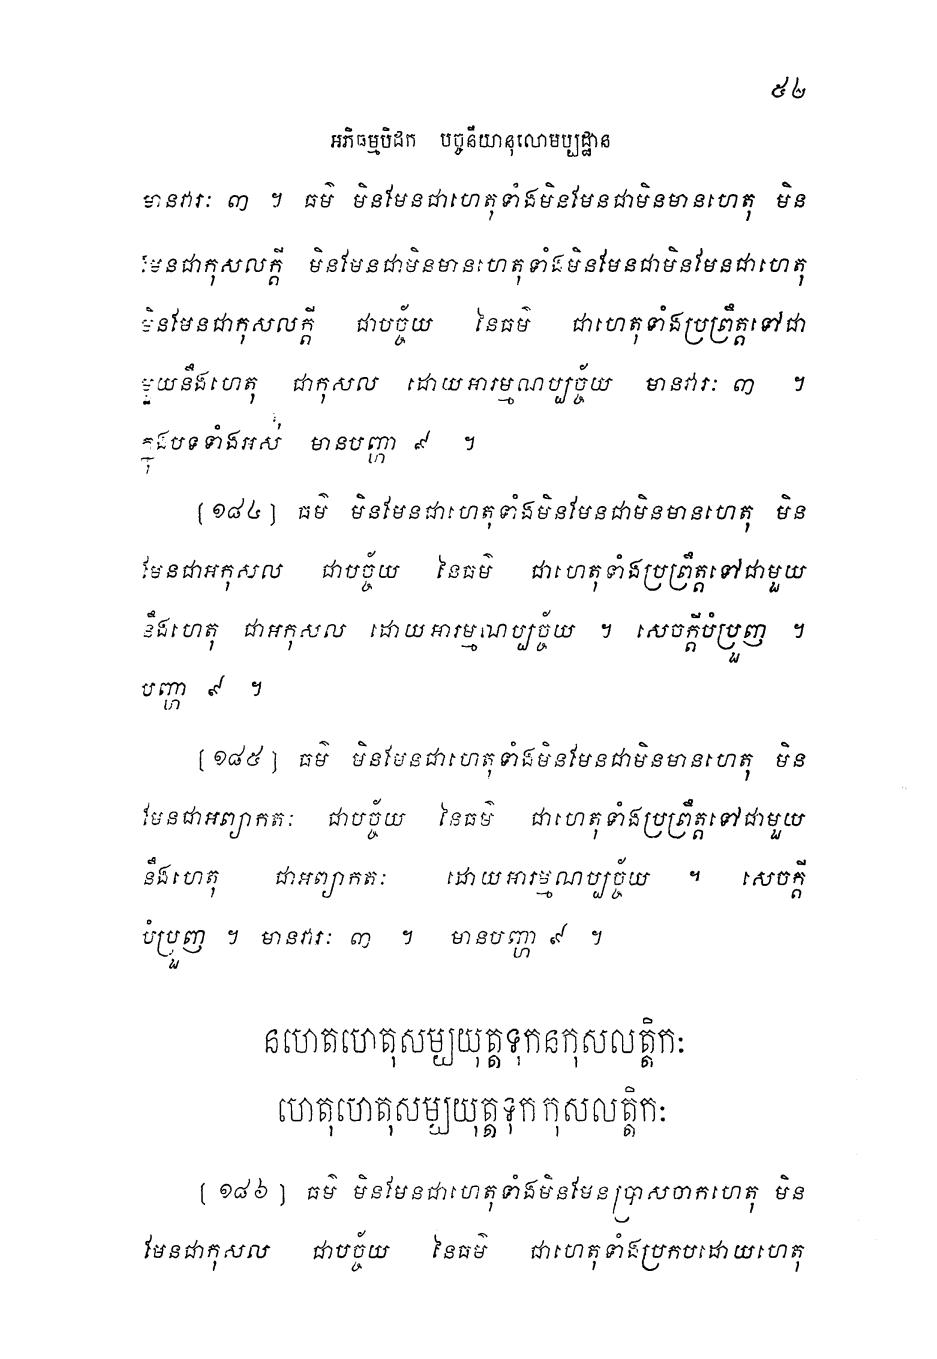 ៥២
អភិធម្មបិដក បច្ចនីយានុលោមប្បដ្ឋាន
មានវារៈ ៣ ។ ធម៌ មិនមែនជាហេតុទាំងមិនមែនជាមិនមានហេតុ មិន
មែនជាកុសលក្តី មិនមែនជាមិនមានហេតុទាំងមិនមែនជាមិនមែនជាហេតុ
មិនមែនជាកុសលក្តី ជាបច្ច័យ នៃធម៌ ជាហេតុទាំងប្រព្រឹត្តទៅជា
មួយនឹងហេតុ ជាកុសល ដោយអារម្មណប្បច្ច័យ មានវារៈ ៣ ។
ក្នុងបទទាំងអស់ មានបញ្ហា ៩ ។
[១៨៤] ធម៌ មិនមែនជាហេតុទាំងមិនមែនជាមិនមានហេតុ មិន
មែនជាអកុសល ជាបច្ច័យ នៃធម៌ ជាហេតុទាំងប្រព្រឹត្តទៅជាមួយ
នឹងហេតុ ជាអកុសល ដោយអារម្មណប្បច្ច័យ ។ សេចក្តីបំប្រួញ ។
បញ្ហា ៩ ។
[១៨៥] ធម៌ មិនមែនជាហេតុទាំងមិនមែនជាមិនមានហេតុ មិន
មែនជាអព្យាកតៈ ជាបច្ច័យ នៃធម៌ ជាហេតុទាំងប្រព្រឹត្តទៅជាមួយ
នឹងហេតុ ជាអព្យាកតៈ ដោយអារម្មណប្បច្ច័យ ។ សេចក្តី
បំប្រួញ ។ មានវារៈ ៣ ។ មានបញ្ហា ៩ ។
នហេតហេតុសម្បយុត្តទុកនកុសលត្តិកៈ
ហេតុហេតុសម្បយុត្តទុកកុសលត្តិកៈ
[១៨៦] ធម៌ មិនមែនជាហេតុទាំងមិនមែនប្រាសចាកហេតុ មិន
មែនជាកុសល ជាបច្ច័យ នៃធម៌ ជាហេតុទាំងប្រកបដោយហេតុ